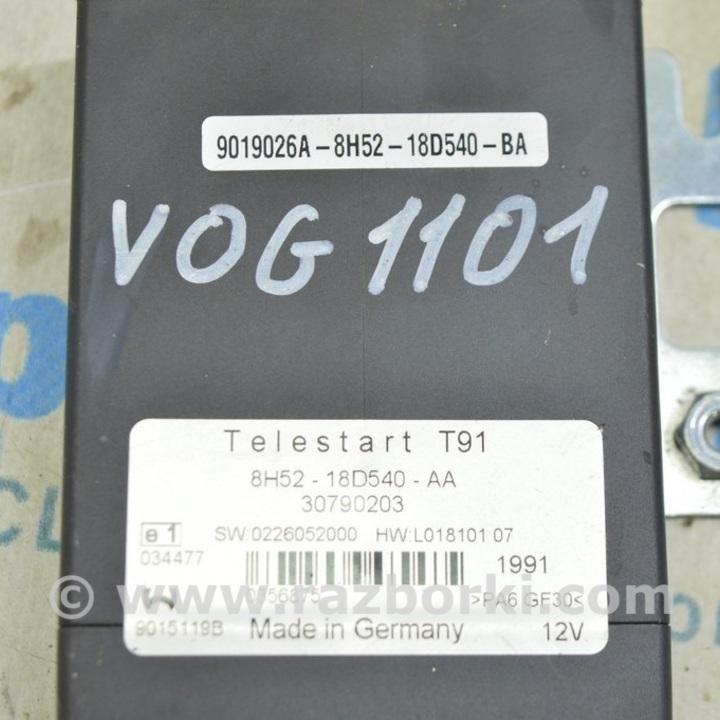 9019026A-8H52-18D540-BA
VOG 1101
Telestart T91
8H52 - 18D540 - AA
30790203
e1 SW:0226052000 HW:L018101 07
034477 1991
© www.razborki.com
>PA6 GF30<
9015119B Made in Germany 12V